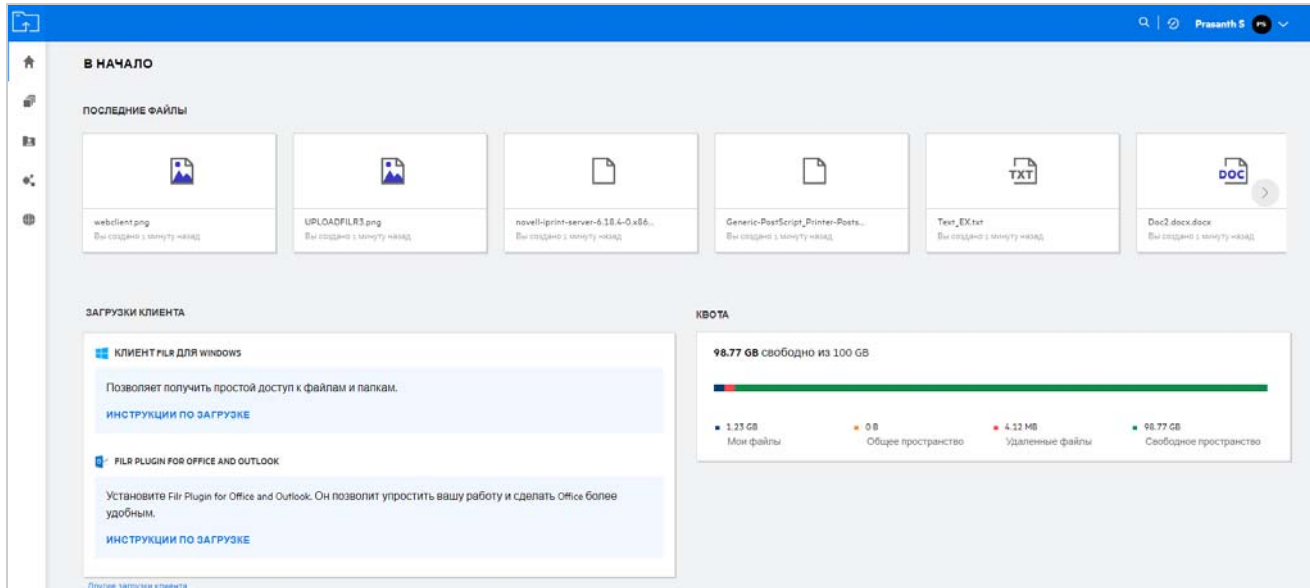 Prasanth S PS
В НАЧАЛО
ПОСЛЕДНИЕ ФАЙЛЫ
TXT
DOC
webclient.png
UPLOADFILR3.png
novell-iprint-server-6.18.4-0.x86...
Generic-PostScript_Printer-Posts...
Text_EX.txt
Doc2.docx.docx
Вы создано 1 минуту назад
Вы создано 1 минуту назад
Вы создано 1 минуту назад
Вы создано 1 минуту назад
Вы создано 1 минуту назад
Вы создано 1 минуту назад
ЗАГРУЗКИ КЛИЕНТА
КЛИЕНТ FILR ДЛЯ WINDOWS
Позволяет получить простой доступ к файлам и папкам.
ИНСТРУКЦИИ ПО ЗАГРУЗКЕ
FILR PLUGIN FOR OFFICE AND OUTLOOK
Установите Filr Plugin for Office and Outlook. Он позволит упростить вашу работу и сделать Office более
удобным.
ИНСТРУКЦИИ ПО ЗАГРУЗКЕ
Другие загрузки клиента
КВОТА
98.77 GB свободно из 100 GB
1.23 GB
Мои файлы
0 B
Общее пространство
4.12 MB
Удаленные файлы
98.77 GB
Свободное пространство